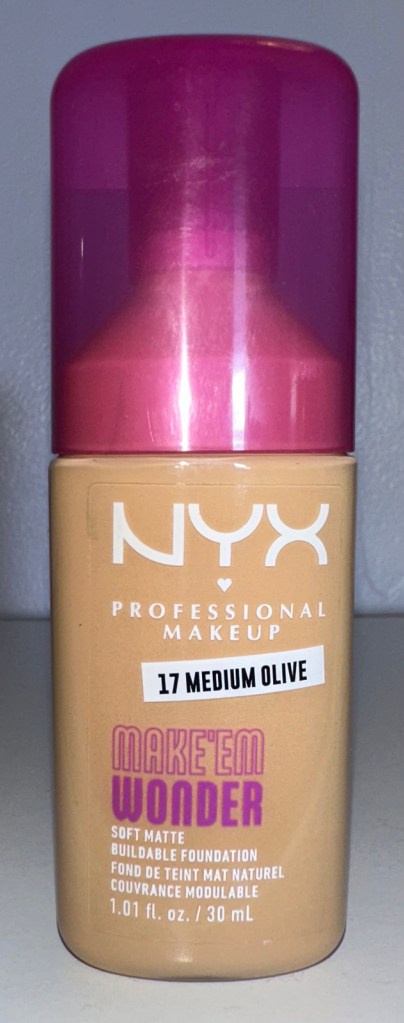 NYX
PROFESSIONAL
MAKEUP
17 MEDIUM OLIVE
MAKE'EM
WONDER
SOFT MATTE
BUILDABLE FOUNDATION
FOND DE TEINT MAT NATUREL
COUVRANCE MODULABLE
1.01 fl. oz. / 30 mL